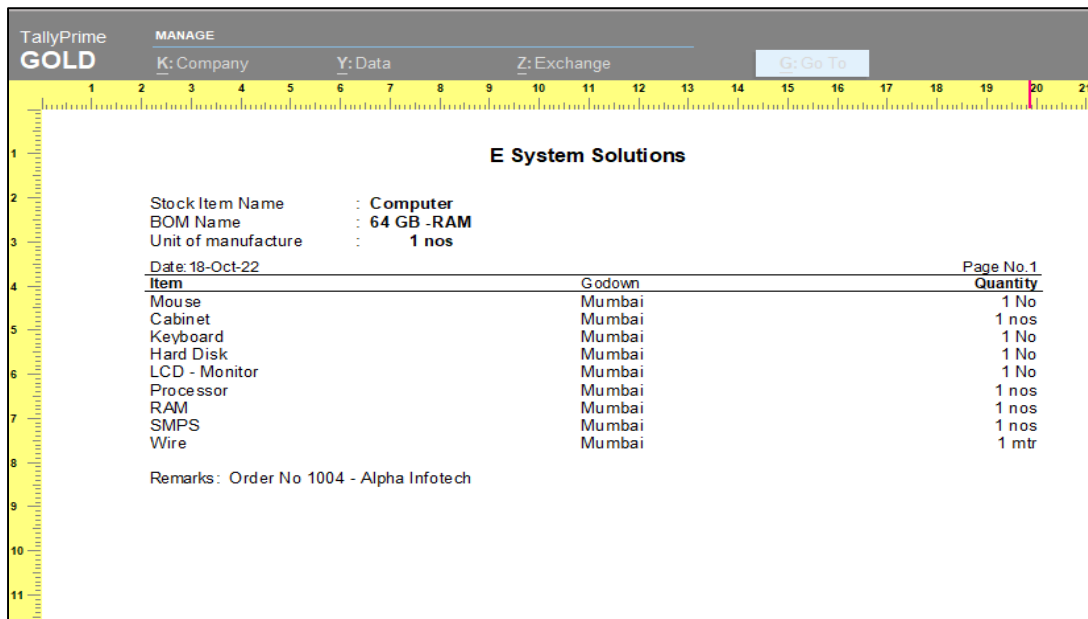 TallyPrime MANAGE
GOLD K: Company Y: Data Z: Exchange G: Go To
1 2 3 4 5 6 7 8 9 10 11 12 13 14 15 16 17 18 19 20 21
1
E System Solutions
2
Stock Item Name : Computer
BOM Name : 64 GB -RAM
3
Unit of manufacture : 1 nos
Date: 18-Oct-22 Page No.1
4
Item Godown Quantity
Mouse Mumbai 1 No
Cabinet Mumbai 1 nos
5
Keyboard Mumbai 1 No
Hard Disk Mumbai 1 No
6
LCD - Monitor Mumbai 1 No
Processor Mumbai 1 nos
RAM Mumbai 1 nos
7
SMPS Mumbai 1 nos
Wire Mumbai 1 mtr
8
Remarks: Order No 1004 - Alpha Infotech
9
10
11